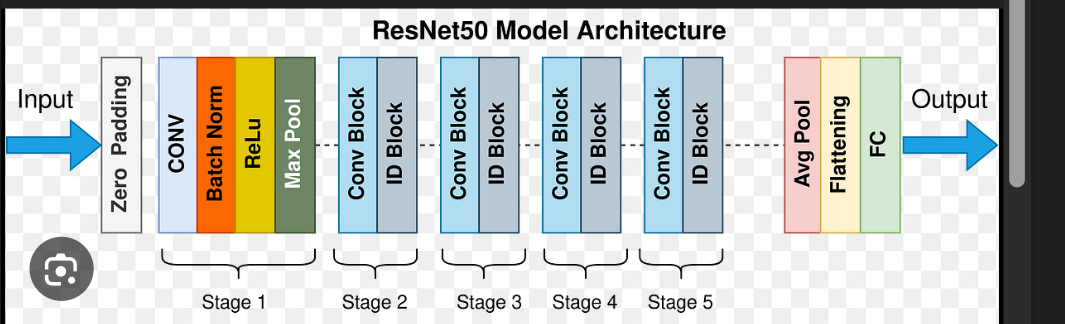 ResNet50 Model Architecture
Input
Zero Padding
CONV
Batch Norm
ReLu
Max Pool
Conv Block
ID Block
Conv Block
ID Block
Conv Block
ID Block
Conv Block
ID Block
Avg Pool
Flattening
FC
Output
Stage 1
Stage 2
Stage 3
Stage 4
Stage 5